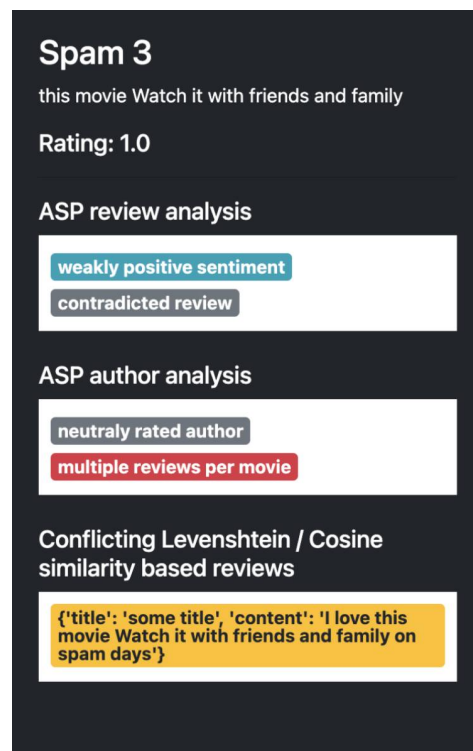 Spam 3
this movie Watch it with friends and family
Rating: 1.0
ASP review analysis
weakly positive sentiment
contradicted review
ASP author analysis
neutraly rated author
multiple reviews per movie
Conflicting Levenshtein / Cosine
similarity based reviews
{'title': 'some title', 'content': 'I love this
movie Watch it with friends and family on
spam days'}